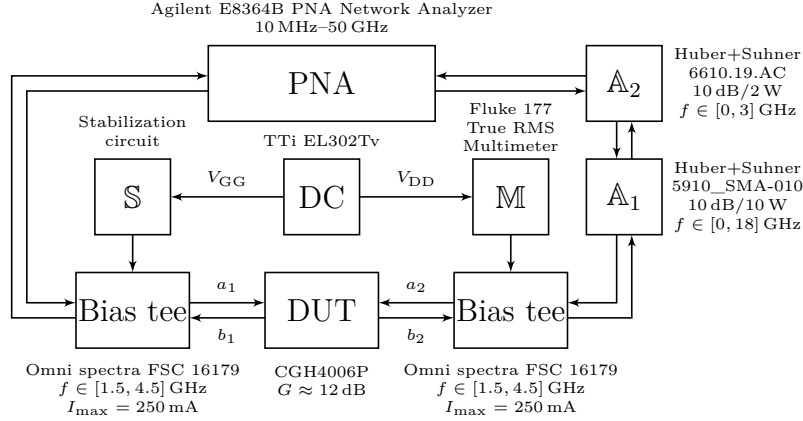 Agilent E8364B PNA Network Analyzer
10 MHz–50 GHz
PNA
𝔸₂
Huber+Suhner
6610.19.AC
10 dB/2 W
f ∈ [0, 3] GHz
Stabilization
circuit
TTi EL302Tv
Fluke 177
True RMS
Multimeter
𝕊
V_GG
DC
V_DD
𝕄
𝔸₁
Huber+Suhner
5910_SMA-010
10 dB/10 W
f ∈ [0, 18] GHz
Bias tee
a₁
b₁
DUT
a₂
b₂
Bias tee
Omni spectra FSC 16179
f ∈ [1.5, 4.5] GHz
I_max = 250 mA
CGH4006P
G ≈ 12 dB
Omni spectra FSC 16179
f ∈ [1.5, 4.5] GHz
I_max = 250 mA